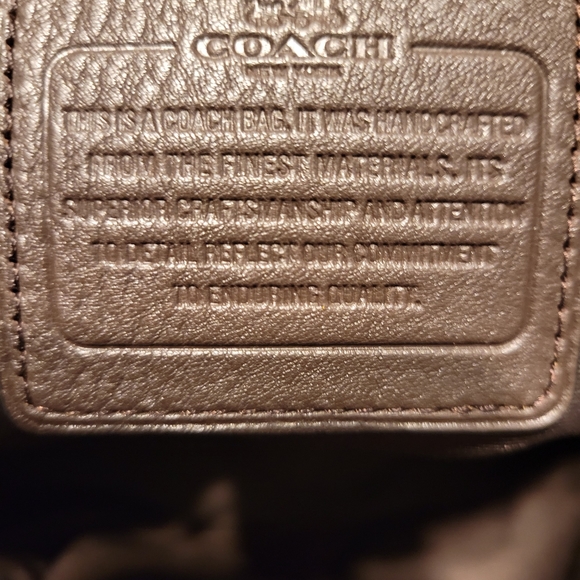 COACH
NEW YORK
THIS IS A COACH BAG. IT WAS HANDCRAFTED
FROM THE FINEST MATERIALS. ITS
SUPERIOR CRAFTSMANSHIP AND ATTENTION
TO DETAIL REFLECT OUR COMMITMENT
TO ENDURING QUALITY.